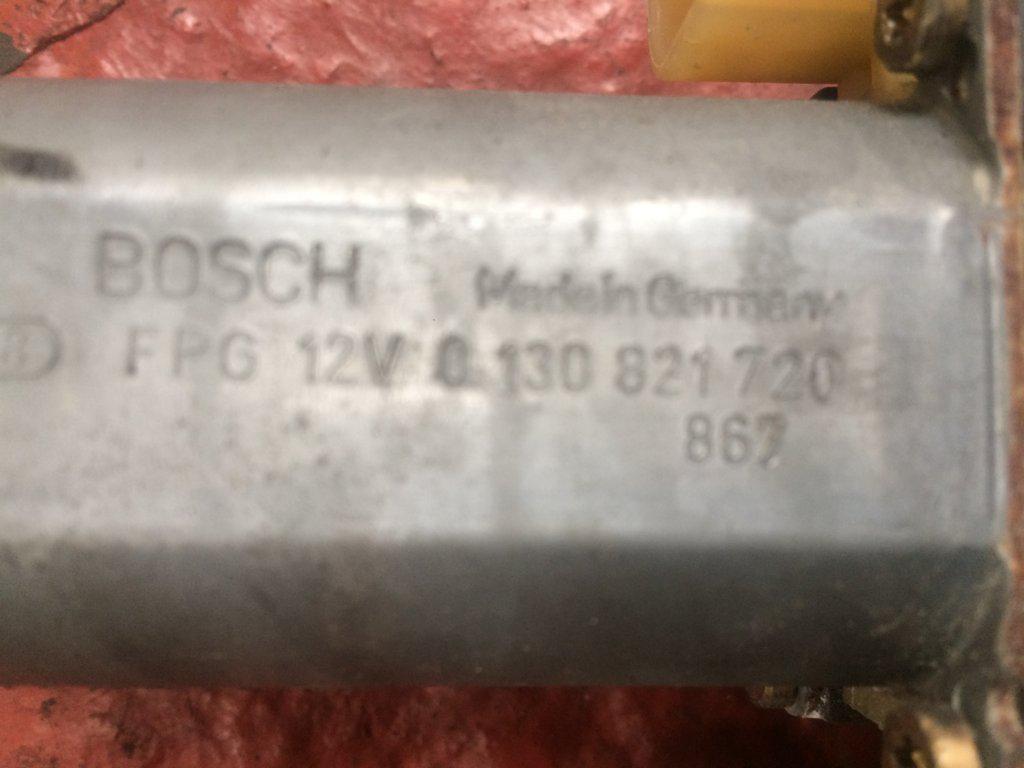 BOSCH Made in Germany
FPG 12V 0 130 821 720
867